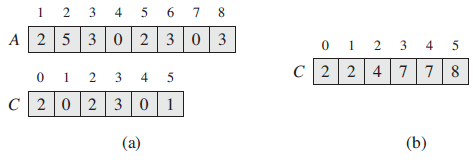 1 2 3 4 5 6 7 8
A 2 5 3 0 2 3 0 3
0 1 2 3 4 5
C 2 0 2 3 0 1
(a)
0 1 2 3 4 5
C 2 2 4 7 7 8
(b)